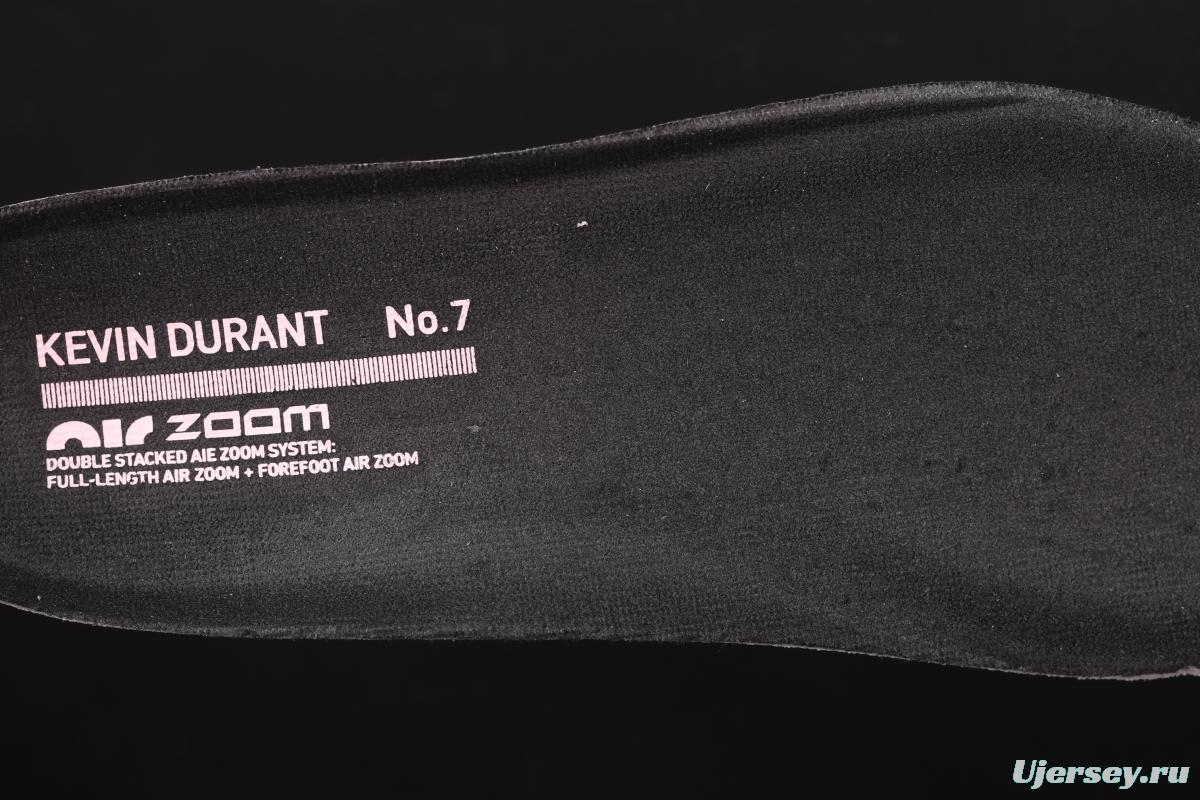 KEVIN DURANT No.7
air zoom
DOUBLE STACKED AIE ZOOM SYSTEM:
FULL-LENGTH AIR ZOOM + FOREFOOT AIR ZOOM
Ujersey.ru